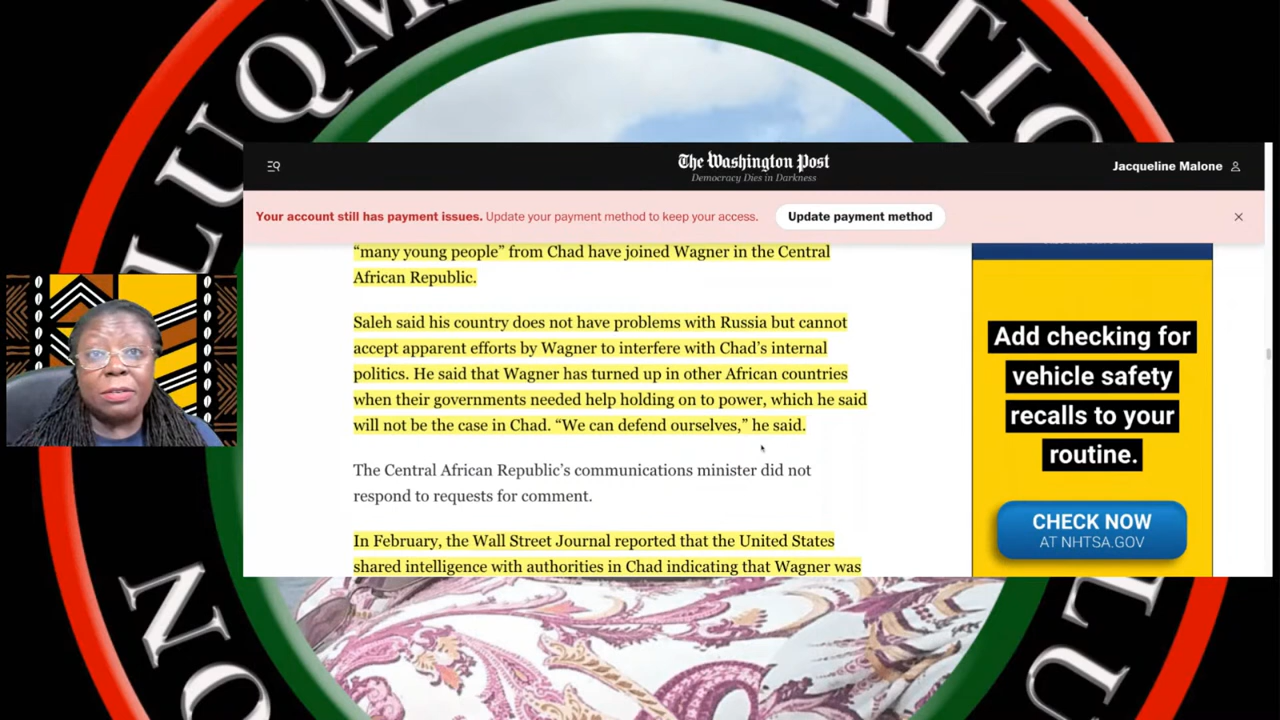 LUQM
ATIO
The Washington Post
Democracy Dies in Darkness
Jacqueline Malone
Your account still has payment issues. Update your payment method to keep your access.
Update payment method
“many young people” from Chad have joined Wagner in the Central
African Republic.
Saleh said his country does not have problems with Russia but cannot
accept apparent efforts by Wagner to interfere with Chad’s internal
politics. He said that Wagner has turned up in other African countries
when their governments needed help holding on to power, which he said
will not be the case in Chad. “We can defend ourselves,” he said.
The Central African Republic’s communications minister did not
respond to requests for comment.
In February, the Wall Street Journal reported that the United States
shared intelligence with authorities in Chad indicating that Wagner was
Add checking for
vehicle safety
recalls to your
routine.
CHECK NOW
AT NHTSA.GOV